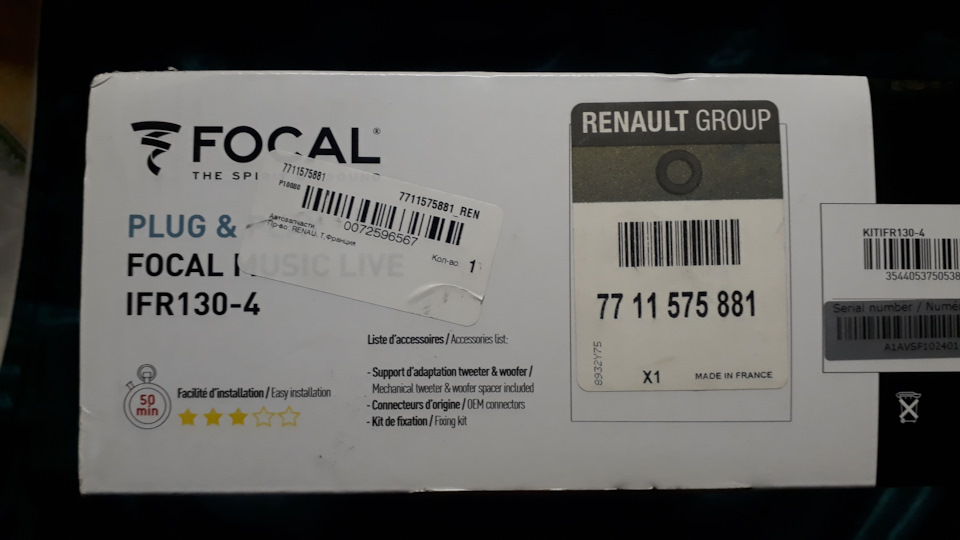 FOCAL®
THE SPI
PLUG &
FOCAL MUSIC LIVE
IFR130-4
7711575881
P10080
7711575881_REN
0072596567
Автозапчасти
Пр-во: RENAULT, Франция
Кол-во: 1
50
min
Facilité d'installation / Easy installation
Liste d'accessoires / Accessories list:
- Support d'adaptation tweeter & woofer /
Mechanical tweeter & woofer spacer included
- Connecteurs d'origine / OEM connectors
- Kit de fixation / Fixing kit
RENAULT GROUP
77 11 575 881
8932Y75
X1 MADE IN FRANCE
KITIFR130-4
3544053750538
Serial number / Numé
A1AVSF102401